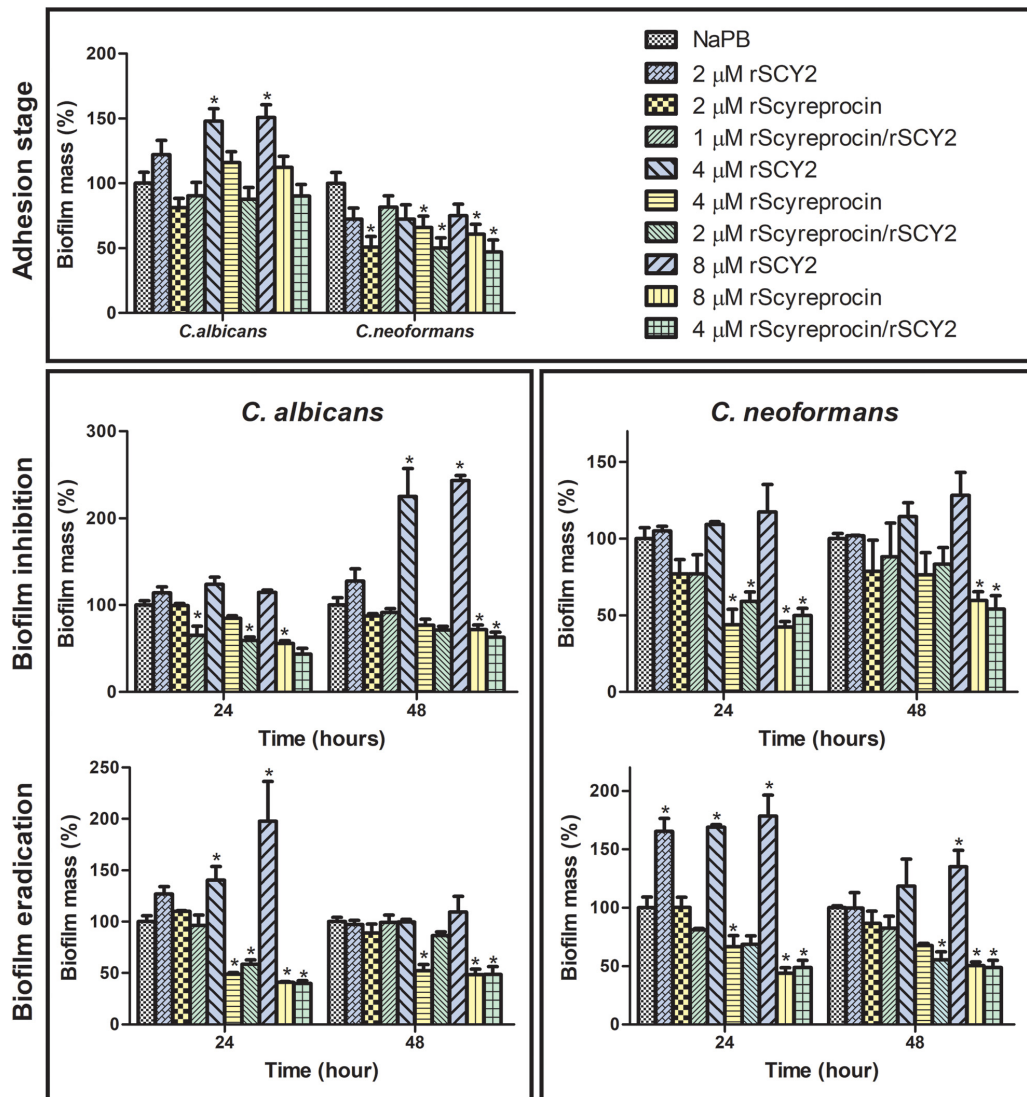 Adhesion stage
Biofilm mass (%)
200
150
100
50
0
* * * * * * *
C.albicans C.neoformans
NaPB
2 μM rSCY2
2 μM rScyreprocin
1 μM rScyreprocin/rSCY2
4 μM rSCY2
4 μM rScyreprocin
2 μM rScyreprocin/rSCY2
8 μM rSCY2
8 μM rScyreprocin
4 μM rScyreprocin/rSCY2
Biofilm inhibition
C. albicans
Biofilm mass (%)
300
200
100
0
* * * * * * *
24 48
Time (hours)
C. neoformans
Biofilm mass (%)
150
100
50
0
* * * * * *
24 48
Time (hours)
Biofilm eradication
Biofilm mass (%)
250
200
150
100
50
0
* * * * * * * * *
24 48
Time (hour)
Biofilm mass (%)
200
150
100
50
0
* * * * * * * * * *
24 48
Time (hour)